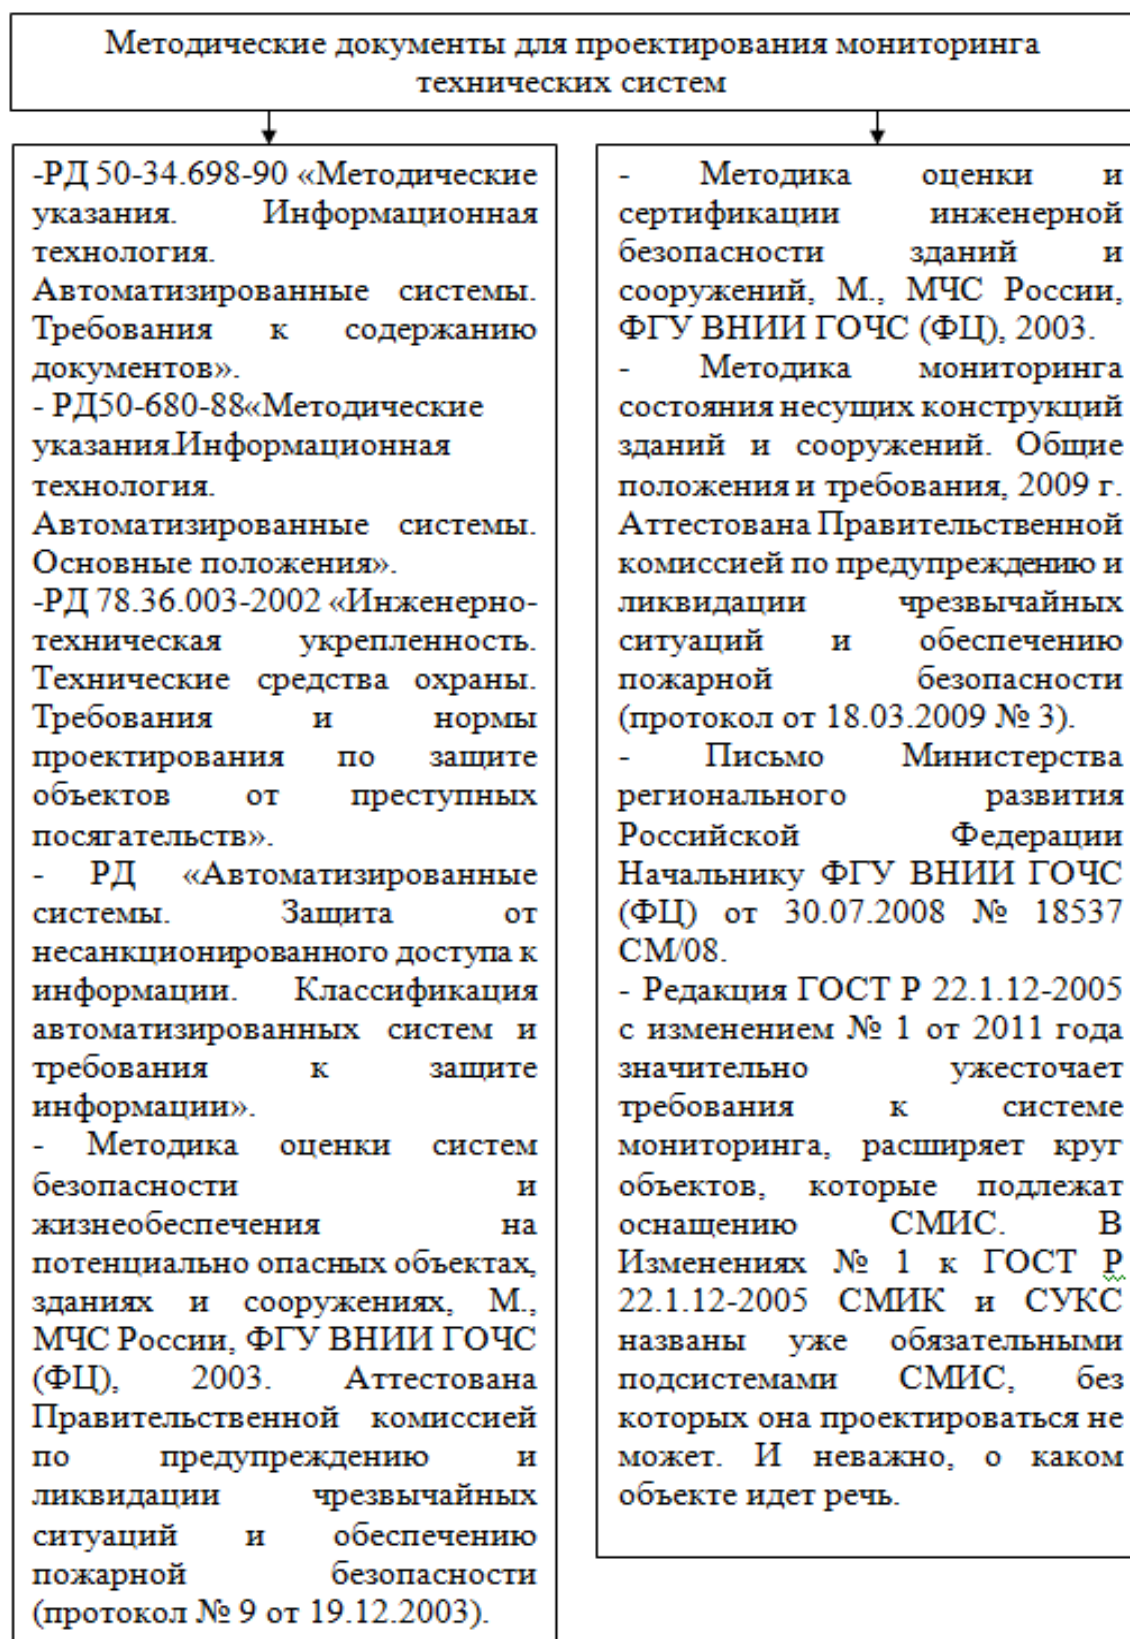 Методические документы для проектирования мониторинга
технических систем
-РД 50-34.698-90 «Методические
указания. Информационная
технология.
Автоматизированные системы.
Требования к содержанию
документов».
- РД50-680-88«Методические
указания.Информационная
технология.
Автоматизированные системы.
Основные положения».
-РД 78.36.003-2002 «Инженерно-
техническая укрепленность.
Технические средства охраны.
Требования и нормы
проектирования по защите
объектов от преступных
посягательств».
- РД «Автоматизированные
системы. Защита от
несанкционированного доступа к
информации. Классификация
автоматизированных систем и
требования к защите
информации».
- Методика оценки систем
безопасности и
жизнеобеспечения на
потенциально опасных объектах,
зданиях и сооружениях, М.,
МЧС России, ФГУ ВНИИ ГОЧС
(ФЦ), 2003. Аттестована
Правительственной комиссией
по предупреждению и
ликвидации чрезвычайных
ситуаций и обеспечению
пожарной безопасности
(протокол № 9 от 19.12.2003).
- Методика оценки и
сертификации инженерной
безопасности зданий и
сооружений, М., МЧС России,
ФГУ ВНИИ ГОЧС (ФЦ), 2003.
- Методика мониторинга
состояния несущих конструкций
зданий и сооружений. Общие
положения и требования, 2009 г.
Аттестована Правительственной
комиссией по предупреждению и
ликвидации чрезвычайных
ситуаций и обеспечению
пожарной безопасности
(протокол от 18.03.2009 № 3).
- Письмо Министерства
регионального развития
Российской Федерации
Начальнику ФГУ ВНИИ ГОЧС
(ФЦ) от 30.07.2008 № 18537
СМ/08.
- Редакция ГОСТ Р 22.1.12-2005
с изменением № 1 от 2011 года
значительно ужесточает
требования к системе
мониторинга, расширяет круг
объектов, которые подлежат
оснащению СМИС. В
Изменениях № 1 к ГОСТ Р
22.1.12-2005 СМИК и СУКС
названы уже обязательными
подсистемами СМИС, без
которых она проектироваться не
может. И неважно, о каком
объекте идет речь.